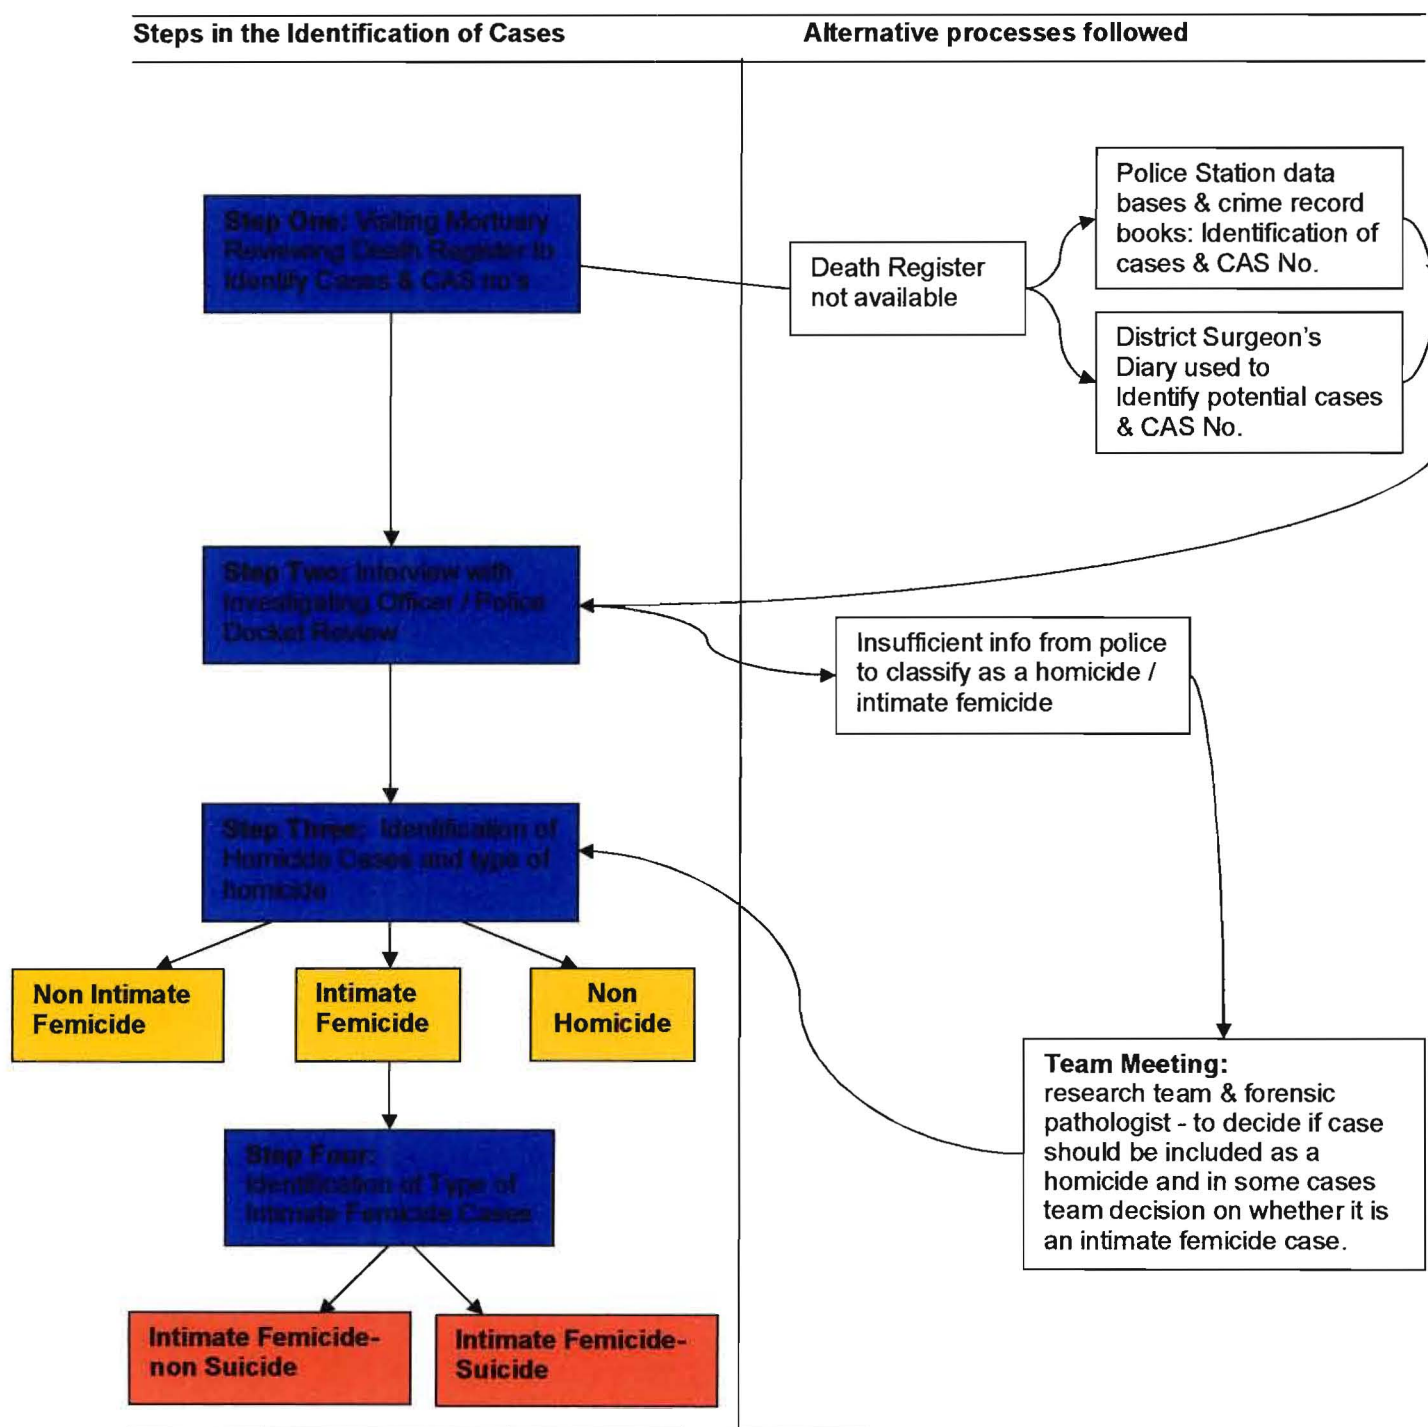 Steps in the Identification of Cases
Alternative processes followed
Step One: Visiting Mortuary
Reviewing Death Register to
Identify Cases & CAS no's
Death Register
not available
Police Station data
bases & crime record
books: Identification of
cases & CAS No.
District Surgeon's
Diary used to
Identify potential cases
& CAS No.
Step Two: Interview with
Investigating Officer / Police
Docket Review
Insufficient info from police
to classify as a homicide /
intimate femicide
Step Three: Identification of
Homicide Cases and type of
homicide
Non Intimate
Femicide
Intimate
Femicide
Non
Homicide
Team Meeting:
research team & forensic
pathologist - to decide if case
should be included as a
homicide and in some cases
team decision on whether it is
an intimate femicide case.
Step Four:
Identification of Type of
Intimate Femicide Cases
Intimate Femicide-
non Suicide
Intimate Femicide-
Suicide